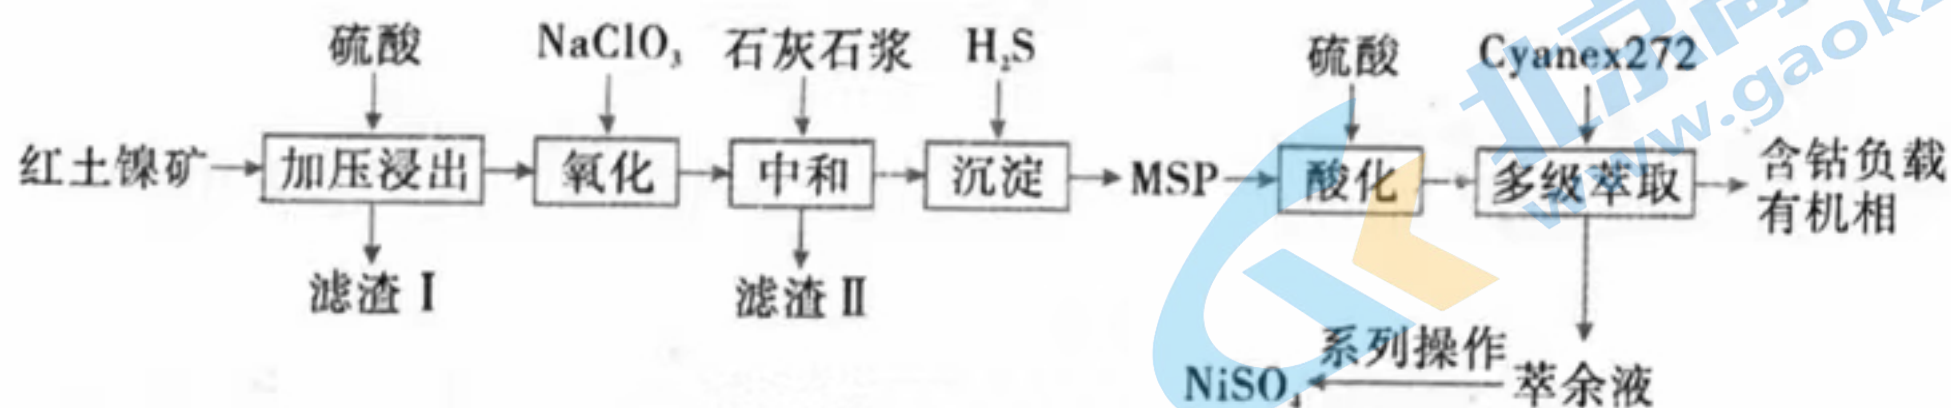 硫酸 NaClO₃ 石灰石浆 H₂S 硫酸 Cyanex272
红土镍矿 加压浸出 氧化 中和 沉淀 MSP 酸化 多级萃取 含钴负载
有机相
滤渣Ⅰ 滤渣Ⅱ
系列操作
NiSO₄ 萃余液
www.gaokz